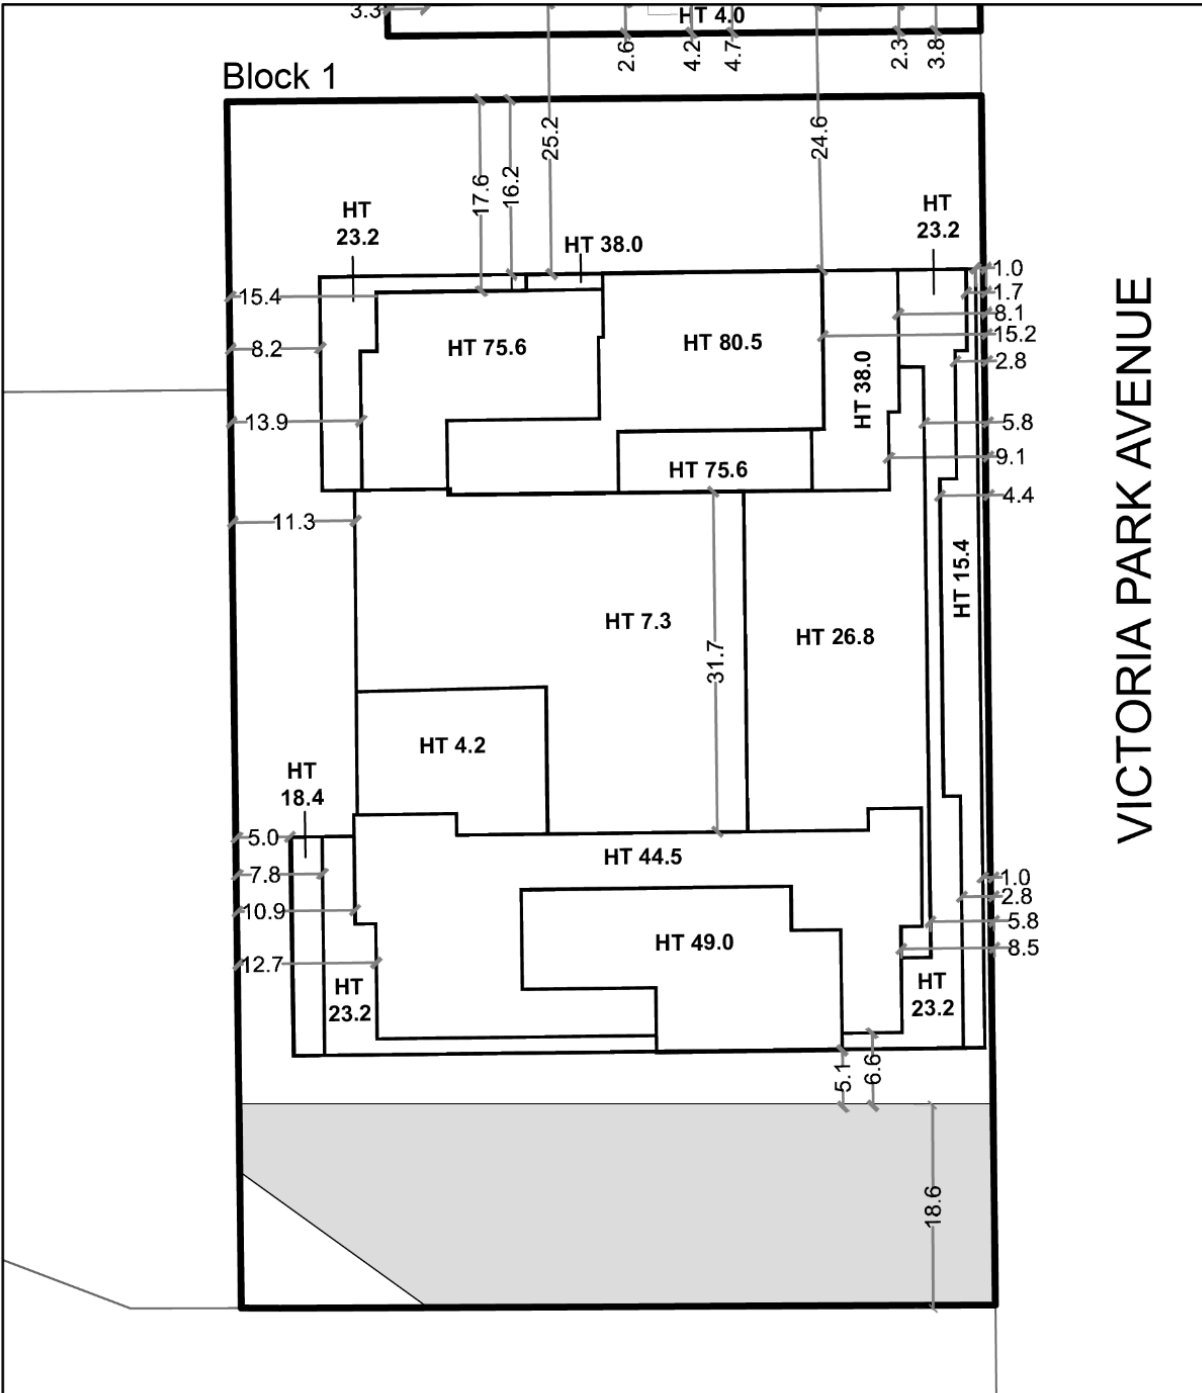 3.3
HT 4.0
2.6
4.2
4.7
2.3
3.8
Block 1
25.2
24.6
17.6
16.2
HT
23.2
HT 38.0
HT
23.2
1.0
15.4
1.7
8.1
15.2
8.2
HT 75.6
HT 80.5
HT 38.0
2.8
13.9
5.8
9.1
HT 75.6
4.4
11.3
HT 15.4
VICTORIA PARK AVENUE
HT 7.3
HT 26.8
31.7
HT 4.2
HT
18.4
5.0
HT 44.5
7.8
1.0
2.8
10.9
5.8
HT 49.0
8.5
12.7
HT
23.2
HT
23.2
5.1
6.6
18.6